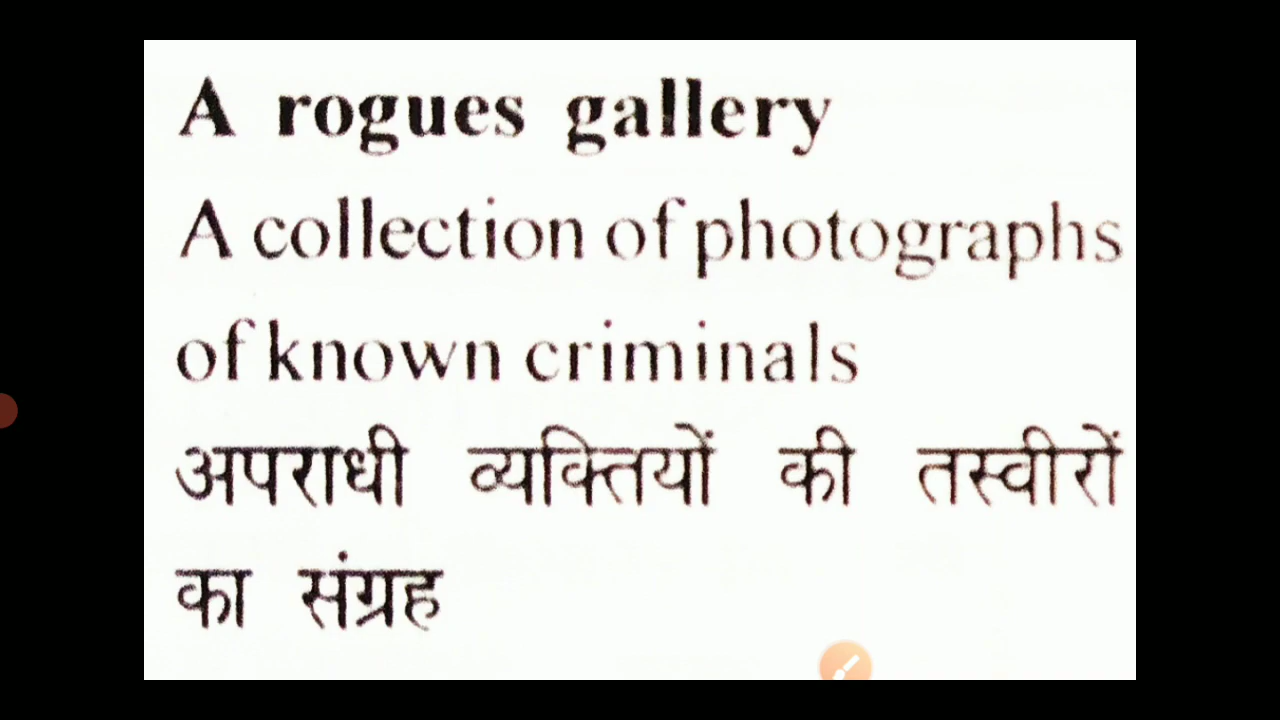 A rogues gallery
A collection of photographs
of known criminals
अपराधी व्यक्तियों की तस्वीरों
का संग्रह